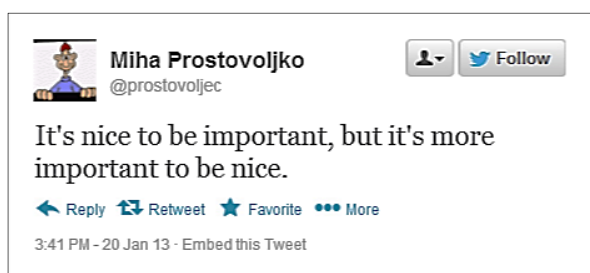 Miha Prostovoljko
@prostovoljec
Follow
It's nice to be important, but it's more
important to be nice.
Reply Retweet Favorite More
3:41 PM - 20 Jan 13 · Embed this Tweet